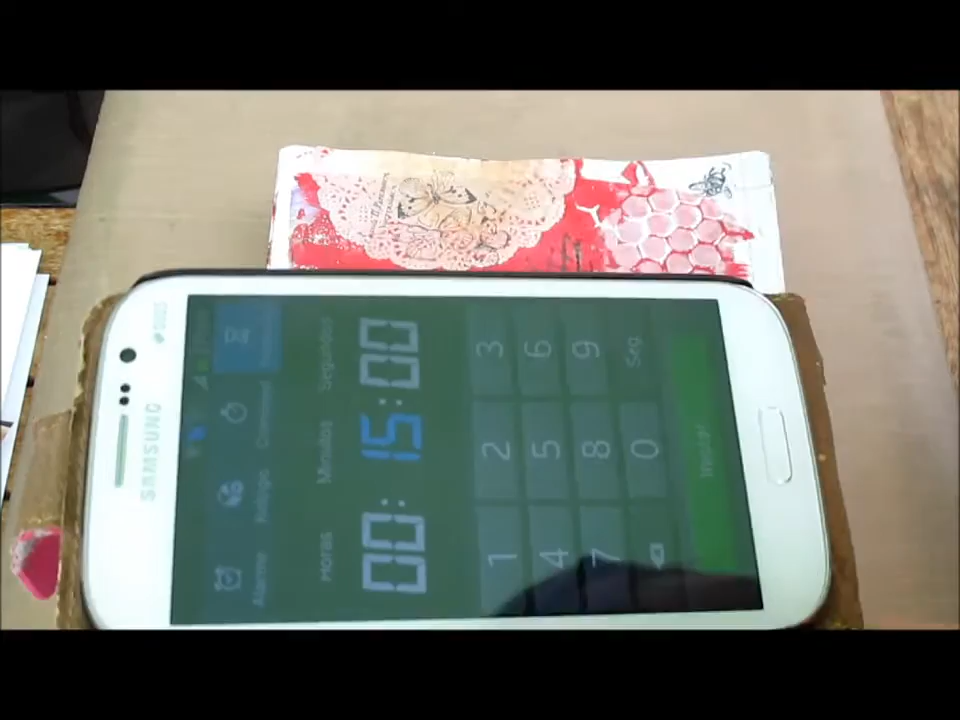 SAMSUNG
DUOS
Alarme
Relógio
Horas
Minutos
Segundos
00:15:00
1 2 3
4 5 6
7 8 9
0 Seg
Iniciar